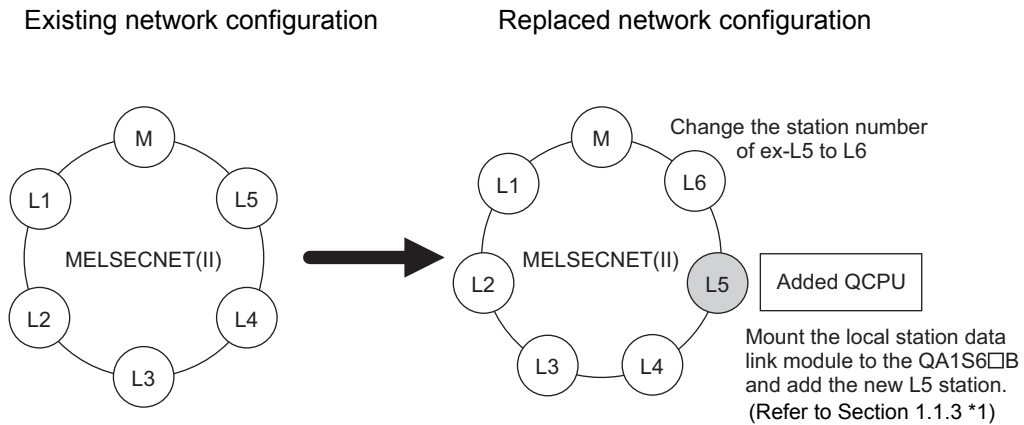 Existing network configuration
Replaced network configuration
M
L1
L5
MELSECNET(II)
L2
L4
L3
M
Change the station number
of ex-L5 to L6
L1
L6
MELSECNET(II)
L2
L5
Added QCPU
L3
L4
Mount the local station data
link module to the QA1S6□B
and add the new L5 station.
(Refer to Section 1.1.3 *1)